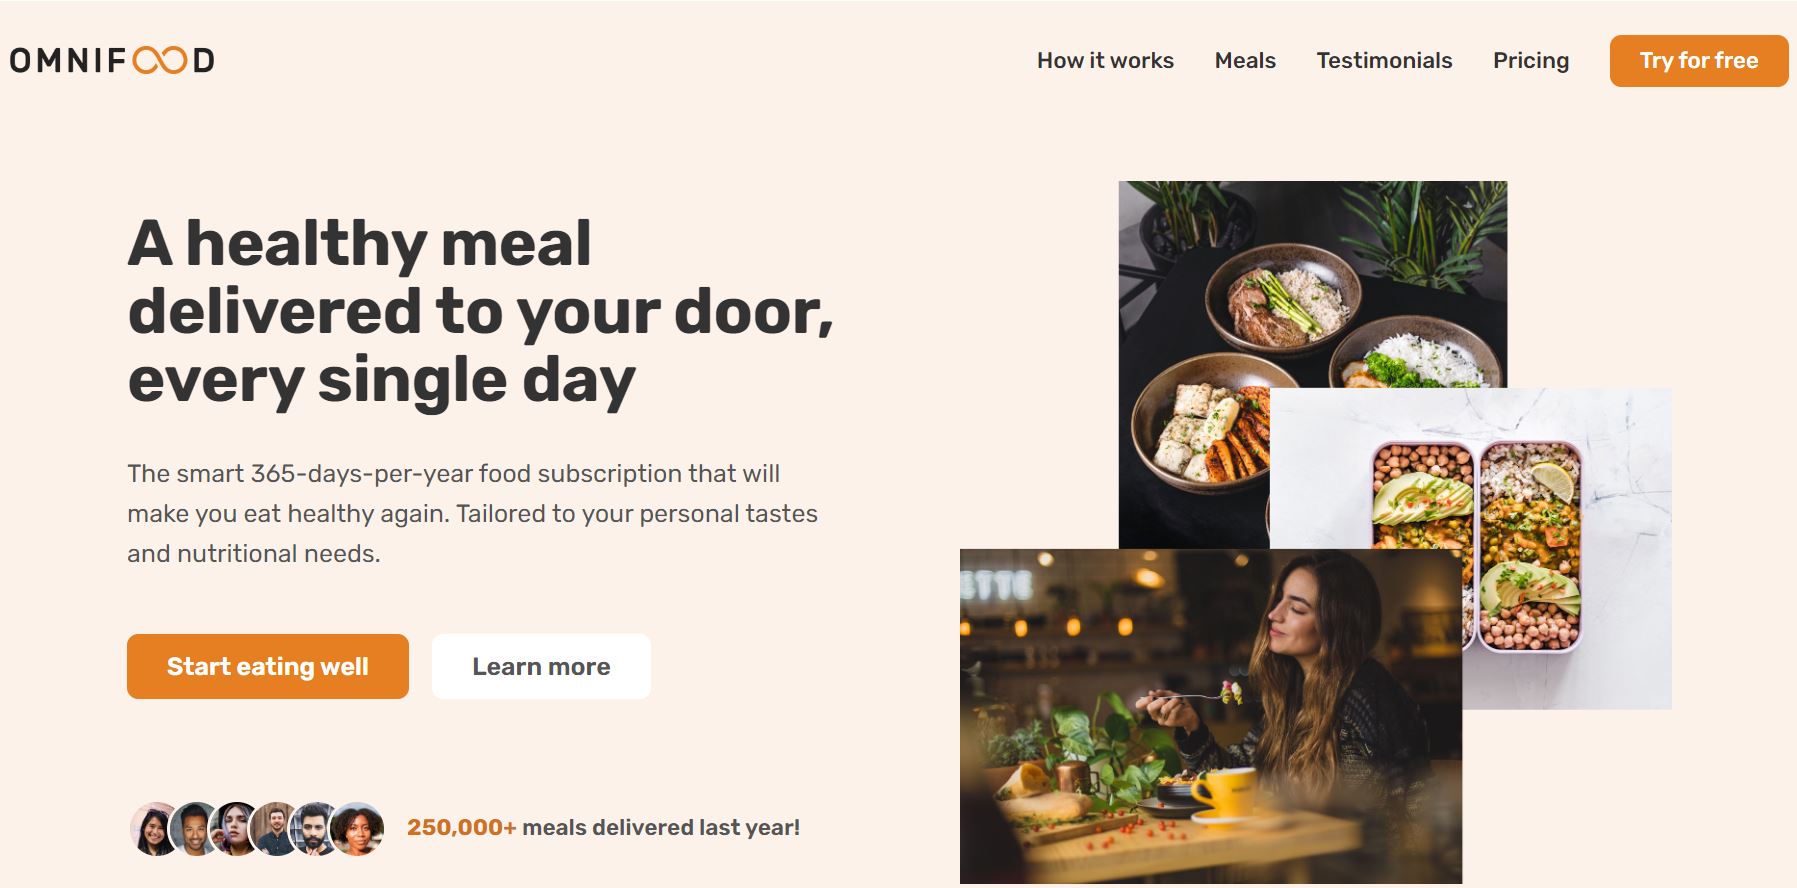 OMNIFOOD
How it works
Meals
Testimonials
Pricing
Try for free
A healthy meal
delivered to your door,
every single day
The smart 365-days-per-year food subscription that will
make you eat healthy again. Tailored to your personal tastes
and nutritional needs.
Start eating well
Learn more
250,000+ meals delivered last year!
ETTE